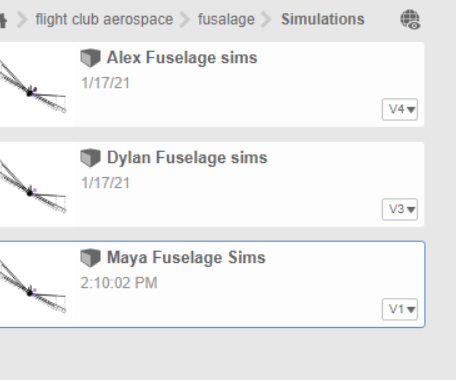 flight club aerospace fusalage Simulations
Alex Fuselage sims
1/17/21
V4
Dylan Fuselage sims
1/17/21
V3
Maya Fuselage Sims
2:10:02 PM
V1